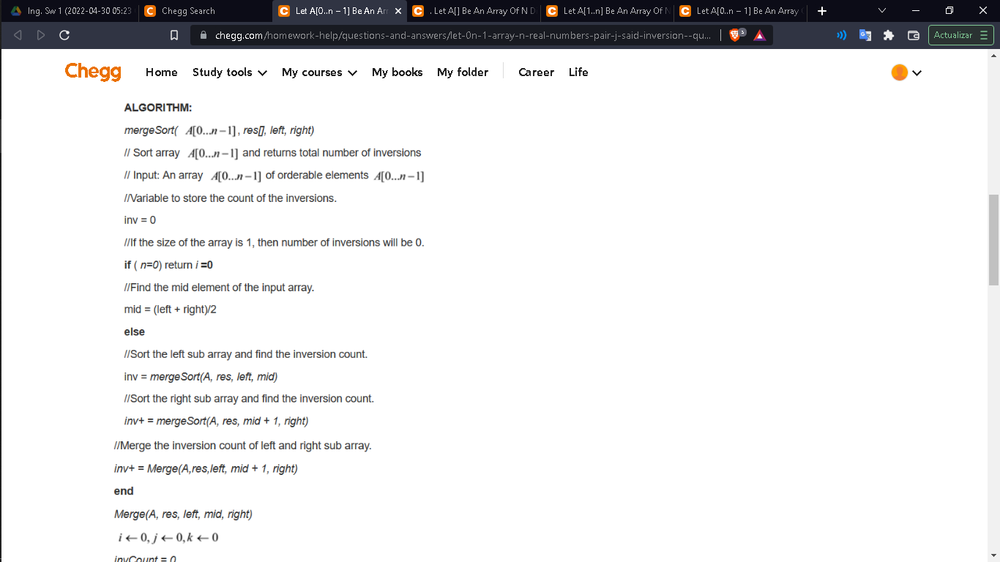 Ing. Sw 1 (2022-04-30 05:23
Chegg Search
Let A[0..n – 1] Be An Ar
. Let A[] Be An Array Of N D
Let A[1..n] Be An Array Of N
Let A[0..n – 1] Be An Array
chegg.com/homework-help/questions-and-answers/let-0n-1-array-n-real-numbers-pair-j-said-inversion--qu...
Actualizar
Chegg
Home
Study tools
My courses
My books
My folder
Career
Life
ALGORITHM:
mergeSort( A[0...n−1], res[], left, right)
// Sort array A[0...n−1] and returns total number of inversions
// Input: An array A[0...n−1] of orderable elements A[0...n−1]
//Variable to store the count of the inversions.
inv = 0
//If the size of the array is 1, then number of inversions will be 0.
if ( n=0) return i =0
//Find the mid element of the input array.
mid = (left + right)/2
else
//Sort the left sub array and find the inversion count.
inv = mergeSort(A, res, left, mid)
//Sort the right sub array and find the inversion count.
inv+ = mergeSort(A, res, mid + 1, right)
//Merge the inversion count of left and right sub array.
inv+ = Merge(A,res,left, mid + 1, right)
end
Merge(A, res, left, mid, right)
i ← 0, j ← 0, k ← 0
invCount = 0